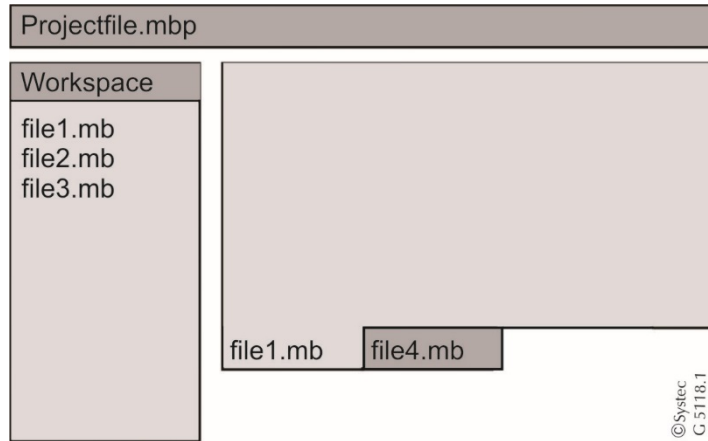 Projectfile.mbp
Workspace
file1.mb
file2.mb
file3.mb
file1.mb
file4.mb
©Systec
G 5118.1